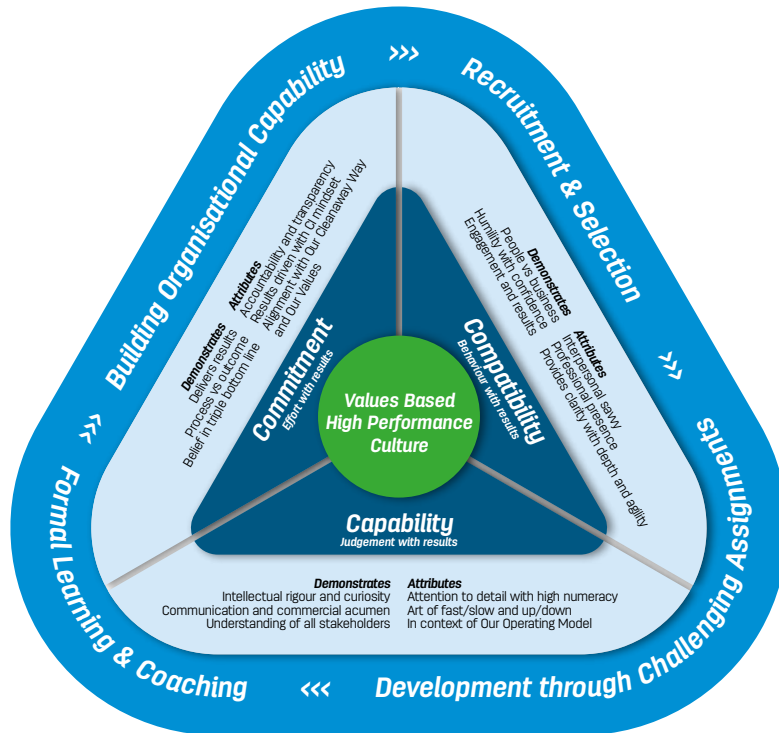 Building Organisational Capability
›››
Recruitment & Selection
›››
Development through Challenging Assignments
‹‹‹
Formal Learning & Coaching
›››
Demonstrates
Delivers results
Process vs outcome
Belief in triple bottom line
Attributes
Accountability and transparency
Results driven with CI mindset
Alignment with Our Cleanaway Way
and Our Values
Commitment
Effort with results
Demonstrates
People vs business
Humility with confidence
Engagement and results
Attributes
Interpersonal savvy
Professional presence
Provides clarity with depth and agility
Compatibility
Behaviour with results
Values Based
High Performance
Culture
Capability
Judgement with results
Demonstrates
Intellectual rigour and curiosity
Communication and commercial acumen
Understanding of all stakeholders
Attributes
Attention to detail with high numeracy
Art of fast/slow and up/down
In context of Our Operating Model